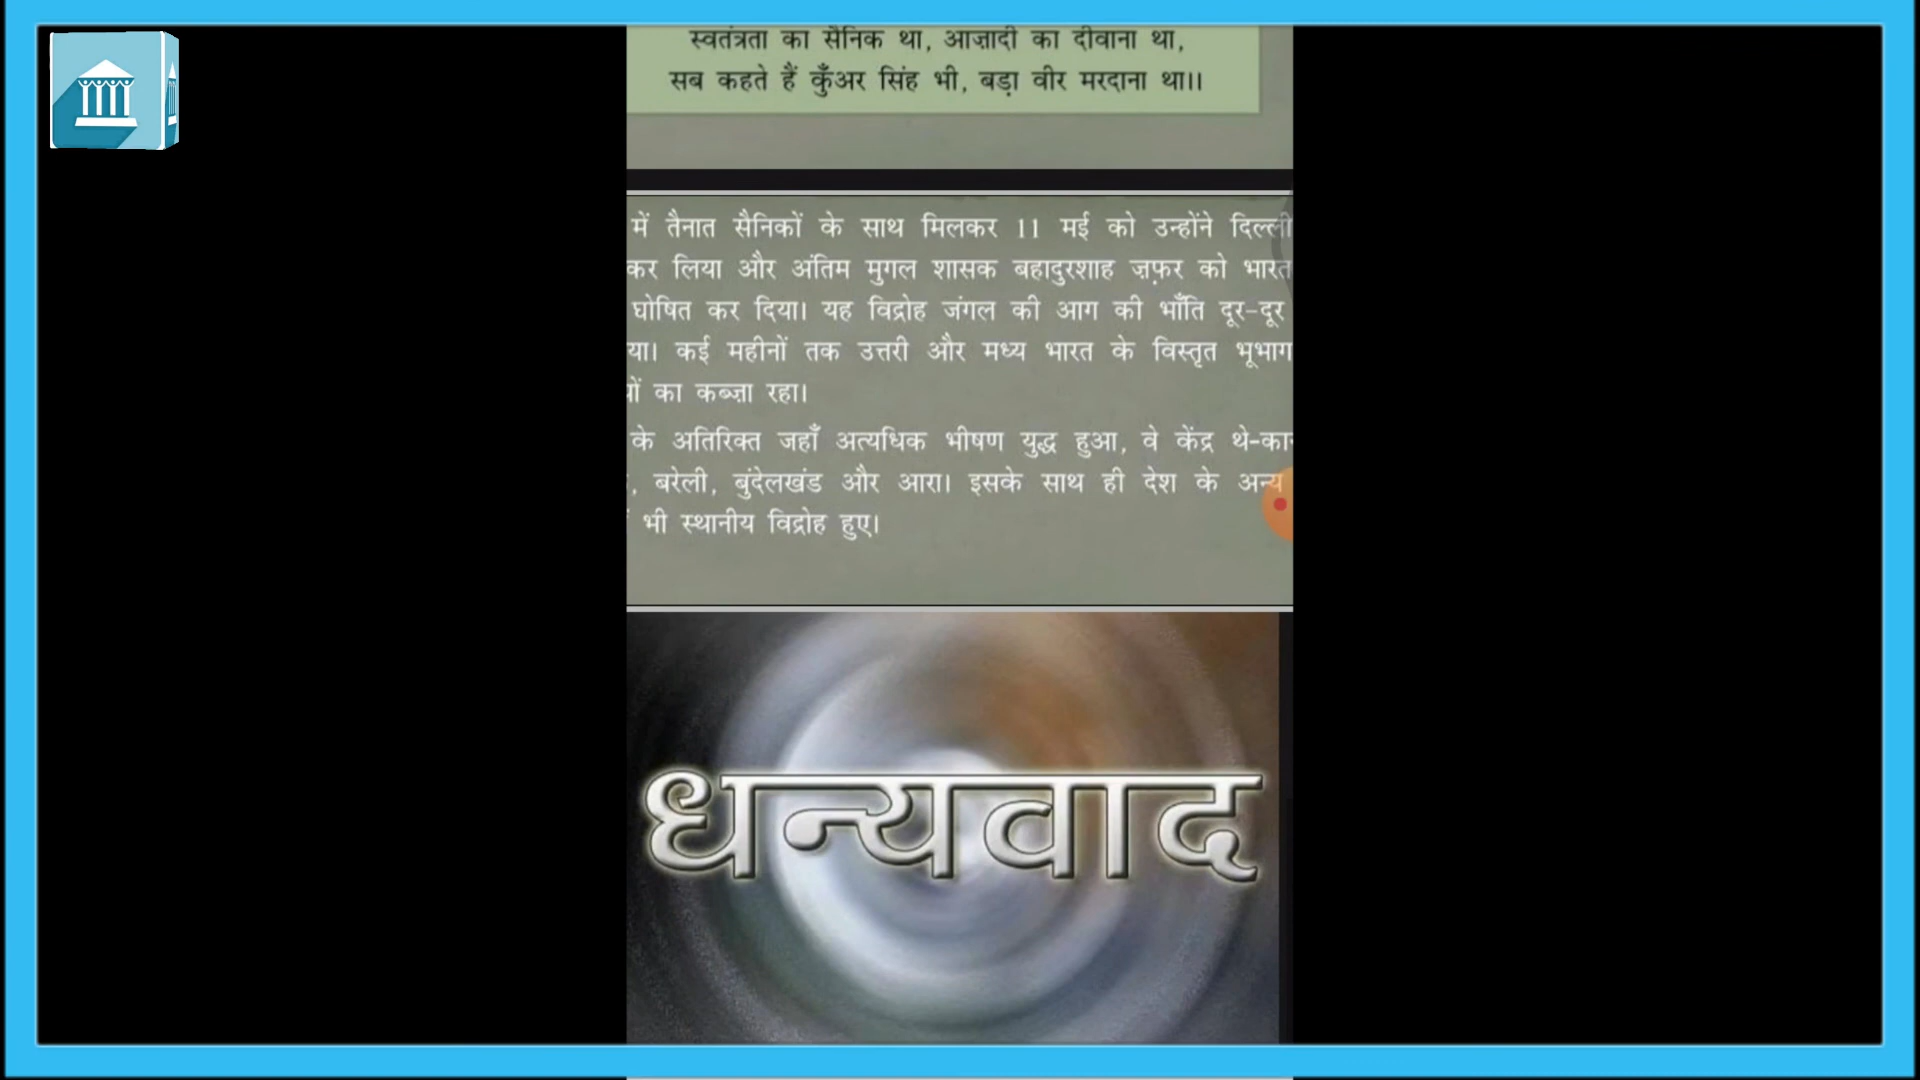 स्वतंत्रता का सैनिक था, आज़ादी का दीवाना था,
सब कहते हैं कुँअर सिंह भी, बड़ा वीर मरदाना था।।
में तैनात सैनिकों के साथ मिलकर 11 मई को उन्होंने दिल्ली
कर लिया और अंतिम मुगल शासक बहादुरशाह ज़फ़र को भारत
घोषित कर दिया। यह विद्रोह जंगल की आग की भाँति दूर-दूर
कई महीनों तक उत्तरी और मध्य भारत के विस्तृत भूभाग
का कब्ज़ा रहा।
के अतिरिक्त जहाँ अत्यधिक भीषण युद्ध हुआ, वे केंद्र थे-
बरेली, बुंदेलखंड और आरा। इसके साथ ही देश के अन्य
भी स्थानीय विद्रोह हुए।
धन्यवाद